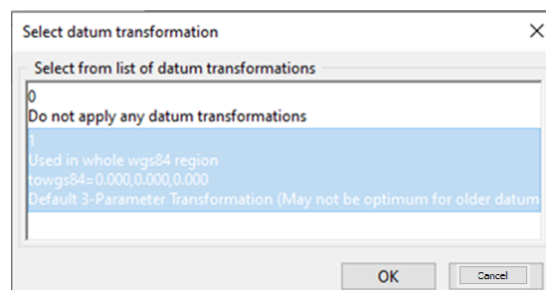 Select datum transformation
Select from list of datum transformations
0
Do not apply any datum transformations
1
Used in whole wgs84 region
towgs84=0.000,0.000,0.000
Default 3-Parameter Transformation (May not be optimum for older datum
OK
Cancel